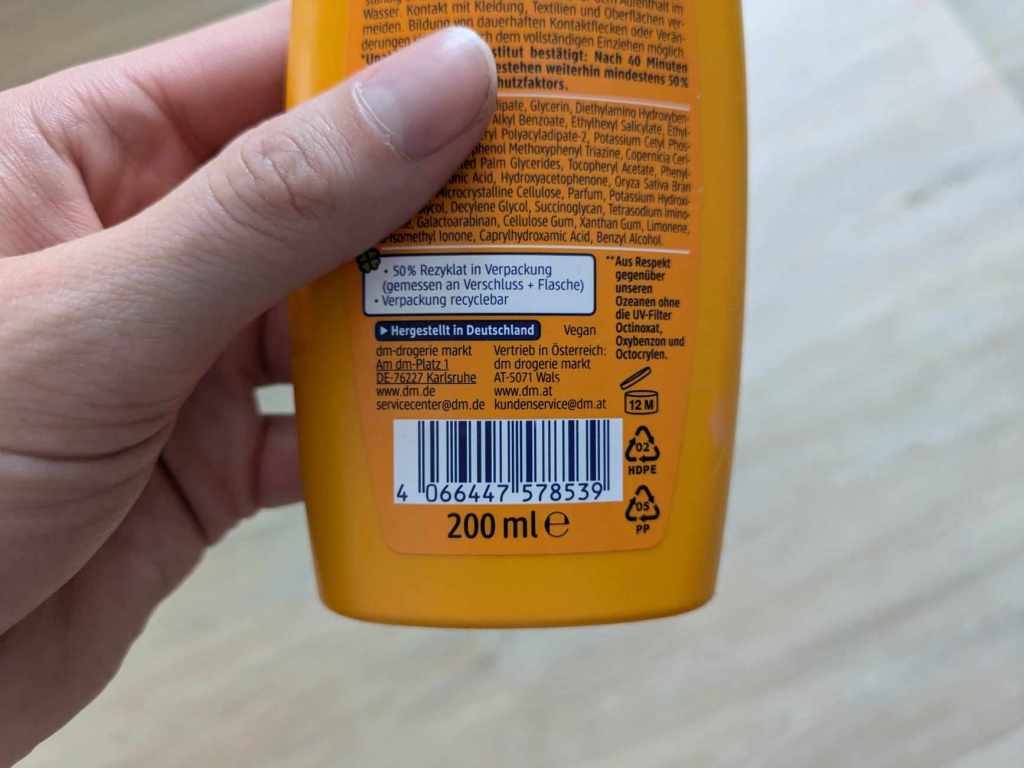 Aufenthalt im
Wasser. Kontakt mit Kleidung, Textilien und Oberflächen ver-
meiden. Bildung von dauerhaften Kontaktflecken oder Verän-
derungen dem vollständigen Einziehen möglich.
bestätigt: Nach 40 Minuten
bestehen weiterhin mindestens 50%
Glycerin, Diethylamino Hydroxyben-
Alkyl Benzoate, Ethylhexyl Salicylate, Ethyl-
Polyacyladipate-2, Potassium Cetyl Phos-
Methoxyphenyl Triazine, Copernicia Ceri-
Palm Glycerides, Tocopheryl Acetate, Phenyl-
Acid, Hydroxyacetophenone, Oryza Sativa Bran
Microcrystalline Cellulose, Parfum, Potassium Hydroxi-
Decylene Glycol, Succinoglycan, Tetrasodium Imino-
Galactoarabinan, Cellulose Gum, Xanthan Gum, Limonene,
Isomethyl Ionone, Caprylhydroxamic Acid, Benzyl Alcohol.
• 50% Rezyklat in Verpackung
(gemessen an Verschluss + Flasche)
• Verpackung recyclebar
**Aus Respekt
gegenüber
unseren
Ozeanen ohne
die UV-Filter
Octinoxat,
Oxybenzon und
Octocrylen.
Hergestellt in Deutschland
Vegan
dm-drogerie markt
Am dm-Platz 1
DE-76227 Karlsruhe
www.dm.de
servicecenter@dm.de
Vertrieb in Österreich:
dm drogerie markt
AT-5071 Wals
www.dm.at
kundenservice@dm.at
12 M
02
HDPE
05
PP
4 066447 578539
200 ml e